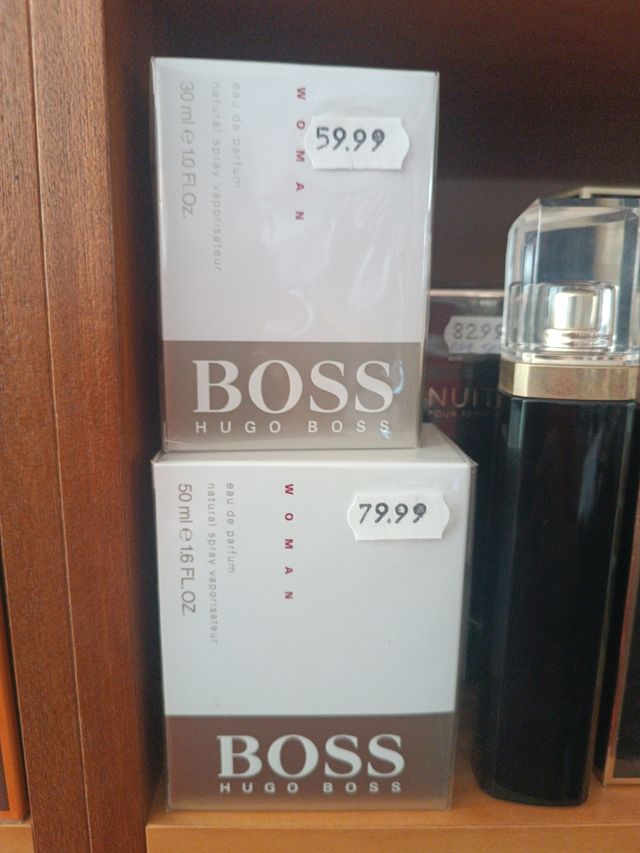 WOMAN
59.99
eau de parfum
natural spray vaporisateur
30 ml e 1.0 Fl.Oz.
BOSS
HUGO BOSS
WOMAN
79.99
eau de parfum
natural spray vaporisateur
50 ml e 1.6 FL.OZ.
BOSS
HUGO BOSS
82.99
NUIT
POUR FEMME